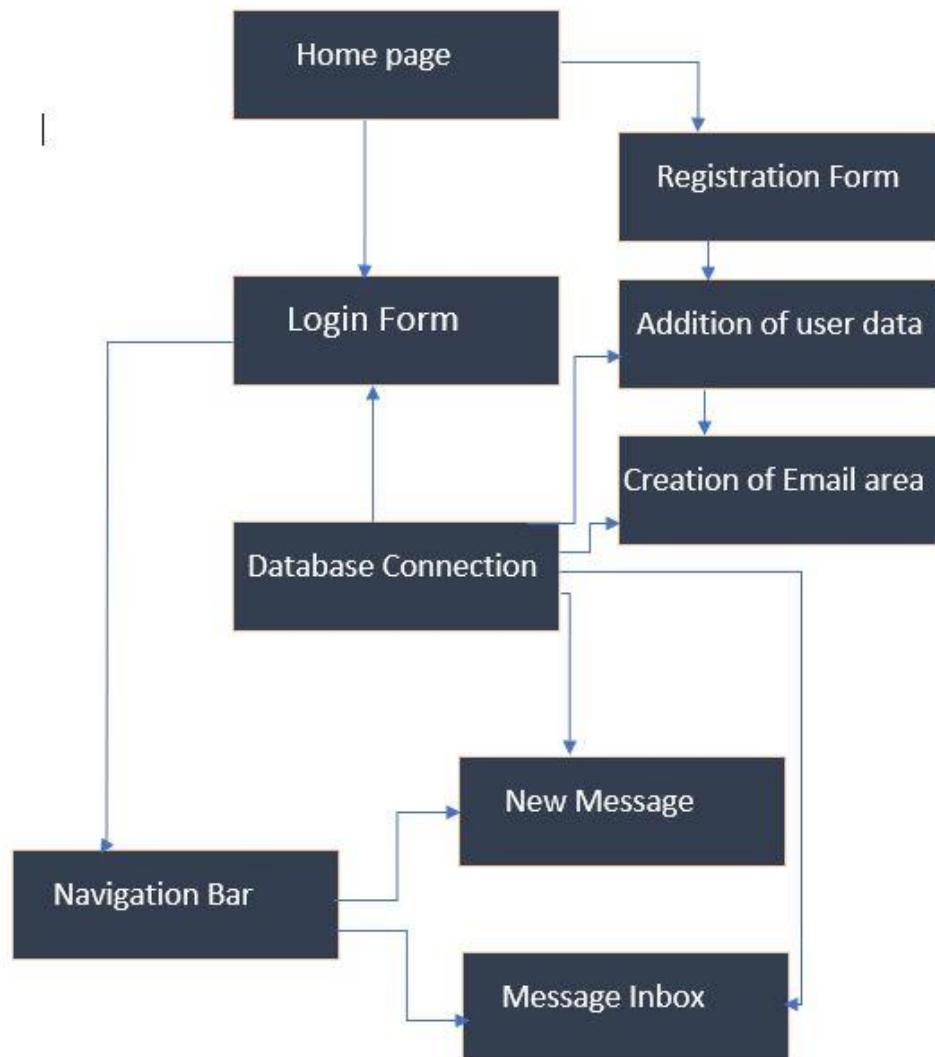 Home page
Registration Form
Login Form
Addition of user data
Creation of Email area
Database Connection
New Message
Navigation Bar
Message Inbox